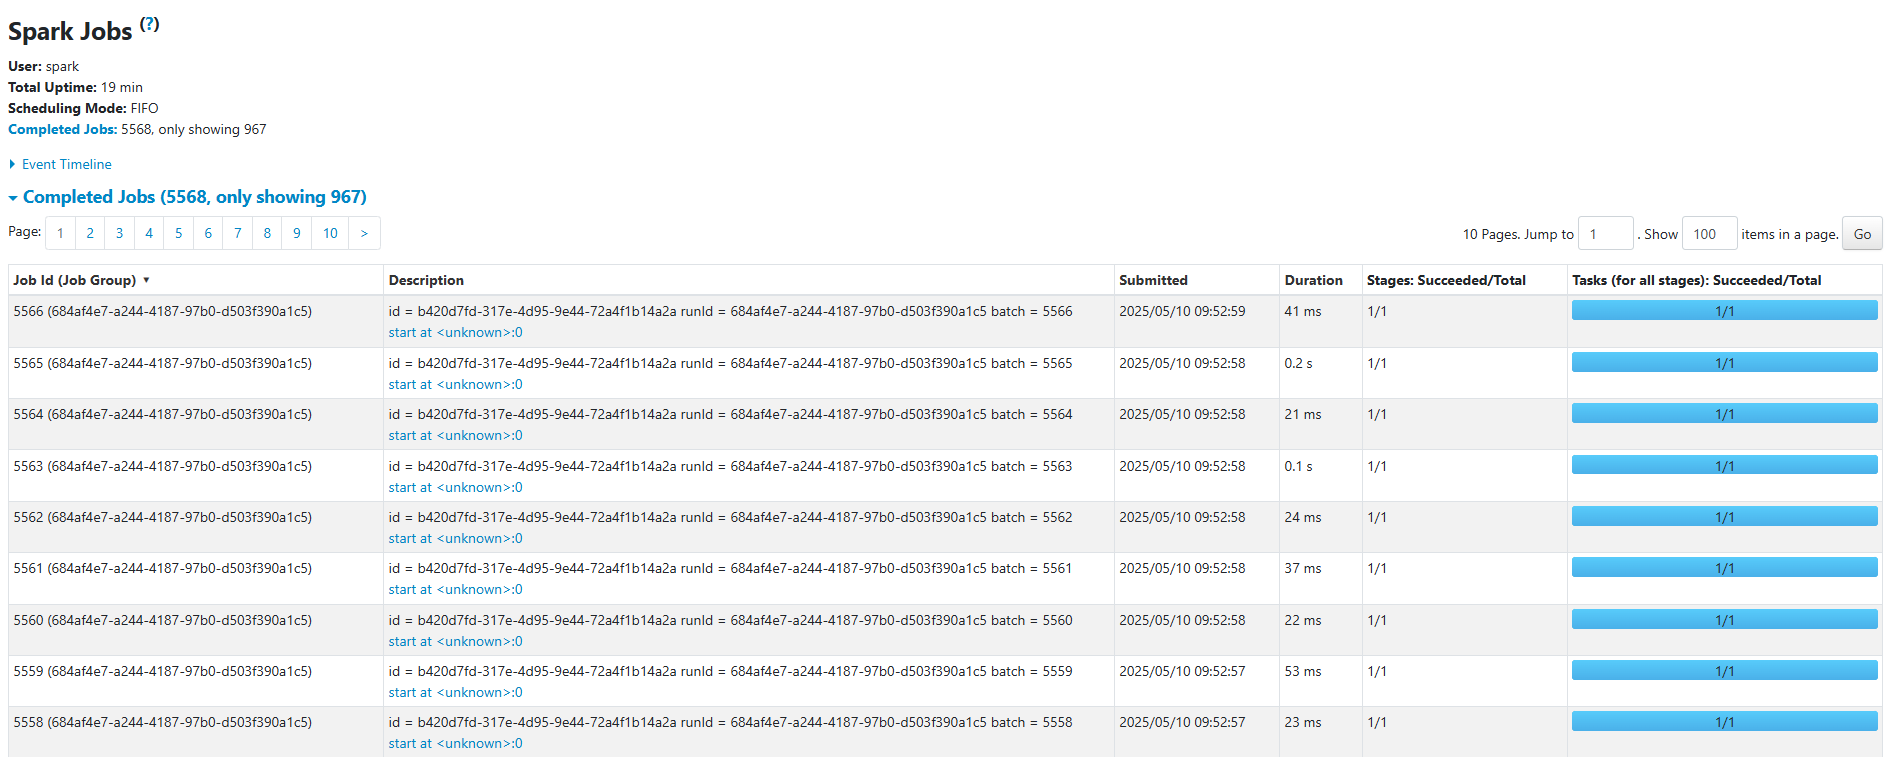 Spark Jobs (?)
User: spark
Total Uptime: 19 min
Scheduling Mode: FIFO
Completed Jobs: 5568, only showing 967
Event Timeline
Completed Jobs (5568, only showing 967)
Page: 1 2 3 4 5 6 7 8 9 10 > 10 Pages. Jump to 1 . Show 100 items in a page. Go
Job Id (Job Group) ▾ Description Submitted Duration Stages: Succeeded/Total Tasks (for all stages): Succeeded/Total
5566 (684af4e7-a244-4187-97b0-d503f390a1c5) id = b420d7fd-317e-4d95-9e44-72a4f1b14a2a runId = 684af4e7-a244-4187-97b0-d503f390a1c5 batch = 5566 2025/05/10 09:52:59 41 ms 1/1 1/1
start at <unknown>:0
5565 (684af4e7-a244-4187-97b0-d503f390a1c5) id = b420d7fd-317e-4d95-9e44-72a4f1b14a2a runId = 684af4e7-a244-4187-97b0-d503f390a1c5 batch = 5565 2025/05/10 09:52:58 0.2 s 1/1 1/1
start at <unknown>:0
5564 (684af4e7-a244-4187-97b0-d503f390a1c5) id = b420d7fd-317e-4d95-9e44-72a4f1b14a2a runId = 684af4e7-a244-4187-97b0-d503f390a1c5 batch = 5564 2025/05/10 09:52:58 21 ms 1/1 1/1
start at <unknown>:0
5563 (684af4e7-a244-4187-97b0-d503f390a1c5) id = b420d7fd-317e-4d95-9e44-72a4f1b14a2a runId = 684af4e7-a244-4187-97b0-d503f390a1c5 batch = 5563 2025/05/10 09:52:58 0.1 s 1/1 1/1
start at <unknown>:0
5562 (684af4e7-a244-4187-97b0-d503f390a1c5) id = b420d7fd-317e-4d95-9e44-72a4f1b14a2a runId = 684af4e7-a244-4187-97b0-d503f390a1c5 batch = 5562 2025/05/10 09:52:58 24 ms 1/1 1/1
start at <unknown>:0
5561 (684af4e7-a244-4187-97b0-d503f390a1c5) id = b420d7fd-317e-4d95-9e44-72a4f1b14a2a runId = 684af4e7-a244-4187-97b0-d503f390a1c5 batch = 5561 2025/05/10 09:52:58 37 ms 1/1 1/1
start at <unknown>:0
5560 (684af4e7-a244-4187-97b0-d503f390a1c5) id = b420d7fd-317e-4d95-9e44-72a4f1b14a2a runId = 684af4e7-a244-4187-97b0-d503f390a1c5 batch = 5560 2025/05/10 09:52:58 22 ms 1/1 1/1
start at <unknown>:0
5559 (684af4e7-a244-4187-97b0-d503f390a1c5) id = b420d7fd-317e-4d95-9e44-72a4f1b14a2a runId = 684af4e7-a244-4187-97b0-d503f390a1c5 batch = 5559 2025/05/10 09:52:57 53 ms 1/1 1/1
start at <unknown>:0
5558 (684af4e7-a244-4187-97b0-d503f390a1c5) id = b420d7fd-317e-4d95-9e44-72a4f1b14a2a runId = 684af4e7-a244-4187-97b0-d503f390a1c5 batch = 5558 2025/05/10 09:52:57 23 ms 1/1 1/1
start at <unknown>:0